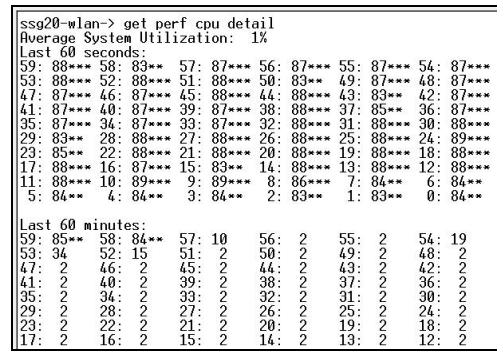 ssg20-wlan-> get perf cpu detail
Average System Utilization:  1%
Last 60 seconds:
59:  88*** 58:  83**  57:  87*** 56:  87*** 55:  87*** 54:  87***
53:  88*** 52:  88*** 51:  88*** 50:  83**  49:  87*** 48:  87***
47:  87*** 46:  87*** 45:  88*** 44:  88*** 43:  83**  42:  87***
41:  87*** 40:  87*** 39:  87*** 38:  88*** 37:  85**  36:  87***
35:  87*** 34:  87*** 33:  87*** 32:  88*** 31:  88*** 30:  88***
29:  83**  28:  88*** 27:  88*** 26:  88*** 25:  88*** 24:  89***
23:  85**  22:  88*** 21:  88*** 20:  88*** 19:  88*** 18:  88***
17:  88*** 16:  87*** 15:  83**  14:  88*** 13:  88*** 12:  88***
11:  88*** 10:  89***  9:  89***  8:  86***  7:  84**   6:  84**
5:  84**   4:  84**   3:  84**   2:  83**   1:  83**   0:  84**
Last 60 minutes:
59:  85**  58:  84**  57:  10    56:   2    55:   2    54:  19
53:  34    52:  15    51:   2    50:   2    49:   2    48:   2
47:   2    46:   2    45:   2    44:   2    43:   2    42:   2
41:   2    40:   2    39:   2    38:   2    37:   2    36:   2
35:   2    34:   2    33:   2    32:   2    31:   2    30:   2
29:   2    28:   2    27:   2    26:   2    25:   2    24:   2
23:   2    22:   2    21:   2    20:   2    19:   2    18:   2
17:   2    16:   2    15:   2    14:   2    13:   2    12:   2